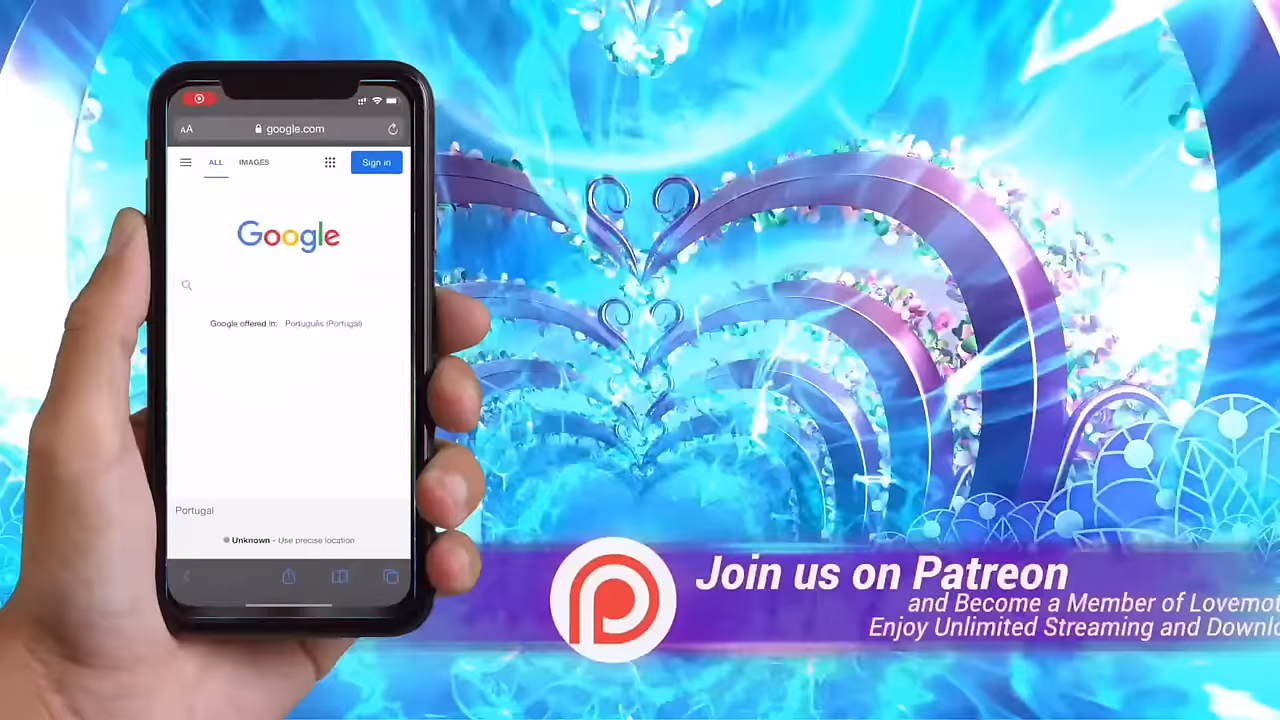 AA google.com
ALL IMAGES Sign in
Google
Google offered in: Português (Portugal)
Portugal
Unknown - Use precise location
Join us on Patreon
and Become a Member of Lovemot
Enjoy Unlimited Streaming and Downlo